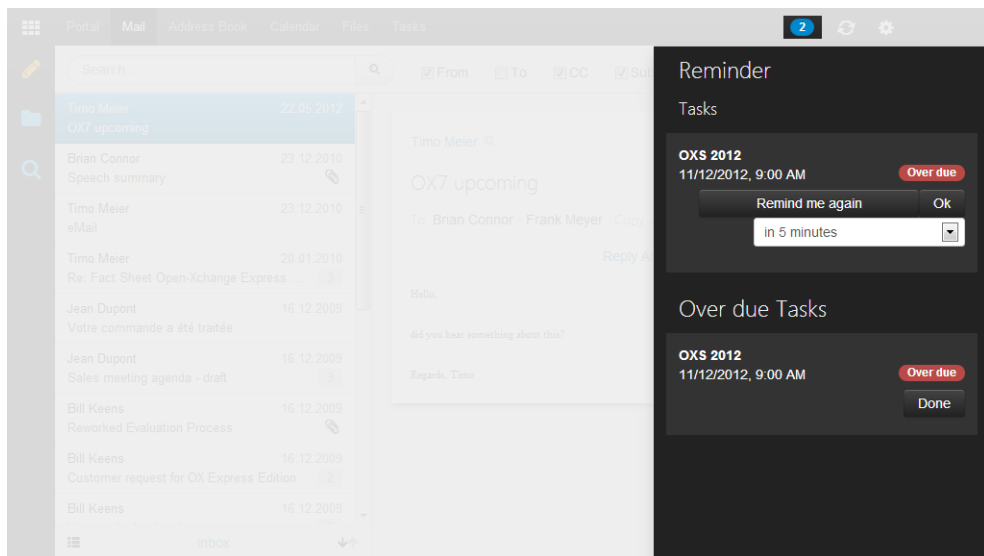 Portal Mail Address Book Calendar Files Tasks
2
Search...
From To CC
Timo Meier 22.05.2012
OX7 upcoming
Brian Connor 23.12.2010
Speech summary
Timo Meier 23.12.2010
eMail
Timo Meier 20.01.2010
Re: Fact Sheet Open-Xchange Express ... 3
Jean Dupont 16.12.2009
Votre commande a été traitée
Jean Dupont 16.12.2009
Sales meeting agenda - draft 3
Bill Keens 16.12.2009
Reworked Evaluation Process
Bill Keens 16.12.2009
Customer request for OX Express Edition 2
Bill Keens 16.12.2009
inbox
Timo Meier
OX7 upcoming
To: Brian Connor Frank Meyer Copy
Reply
Hello,
did you hear something about this?
Regards, Timo
Reminder
Tasks
OXS 2012
11/12/2012, 9:00 AM Over due
Remind me again Ok
in 5 minutes
Over due Tasks
OXS 2012
11/12/2012, 9:00 AM Over due
Done